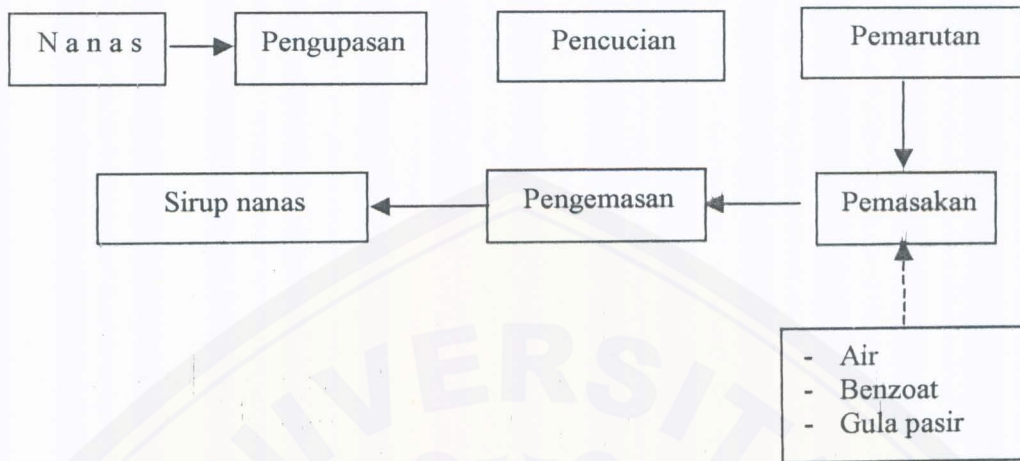 N a n a s
Pengupasan
Pencucian
Pemarutan
Sirup nanas
Pengemasan
Pemasakan
- Air
- Benzoat
- Gula pasir